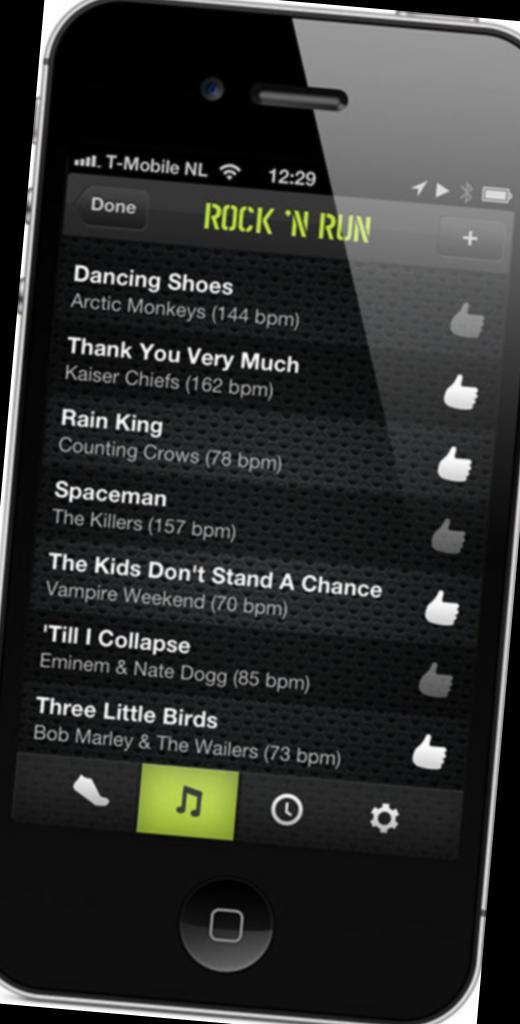 T-Mobile NL 12:29
Done ROCK 'N RUN +
Dancing Shoes
Arctic Monkeys (144 bpm)
Thank You Very Much
Kaiser Chiefs (162 bpm)
Rain King
Counting Crows (78 bpm)
Spaceman
The Killers (157 bpm)
The Kids Don't Stand A Chance
Vampire Weekend (70 bpm)
'Till I Collapse
Eminem & Nate Dogg (85 bpm)
Three Little Birds
Bob Marley & The Wailers (73 bpm)